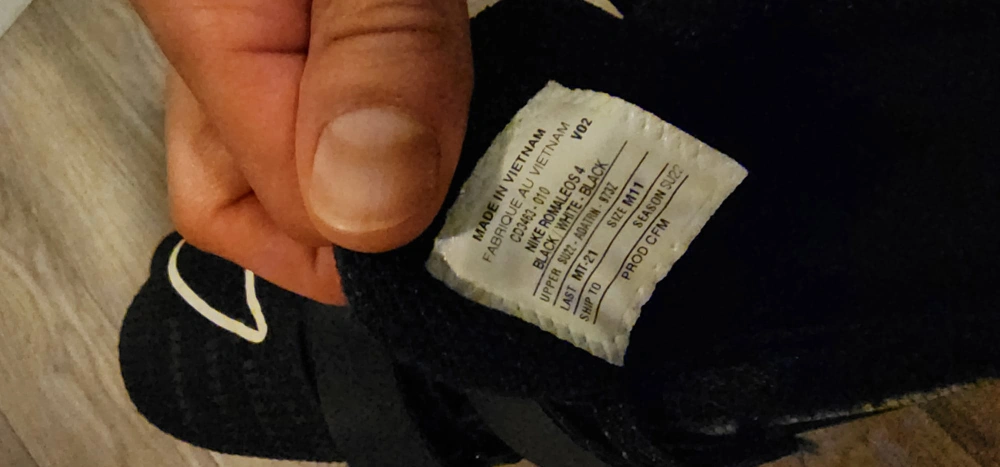 MADE IN VIETNAM
FABRIQUE AU VIETNAM V02
CD3463 - 010
NIKE ROMALEOS 4
BLACK / WHITE - BLACK
UPPER SU22 -
LAST MT-21 SIZE M11
SHIP TO SEASON SU22
PROD CFM